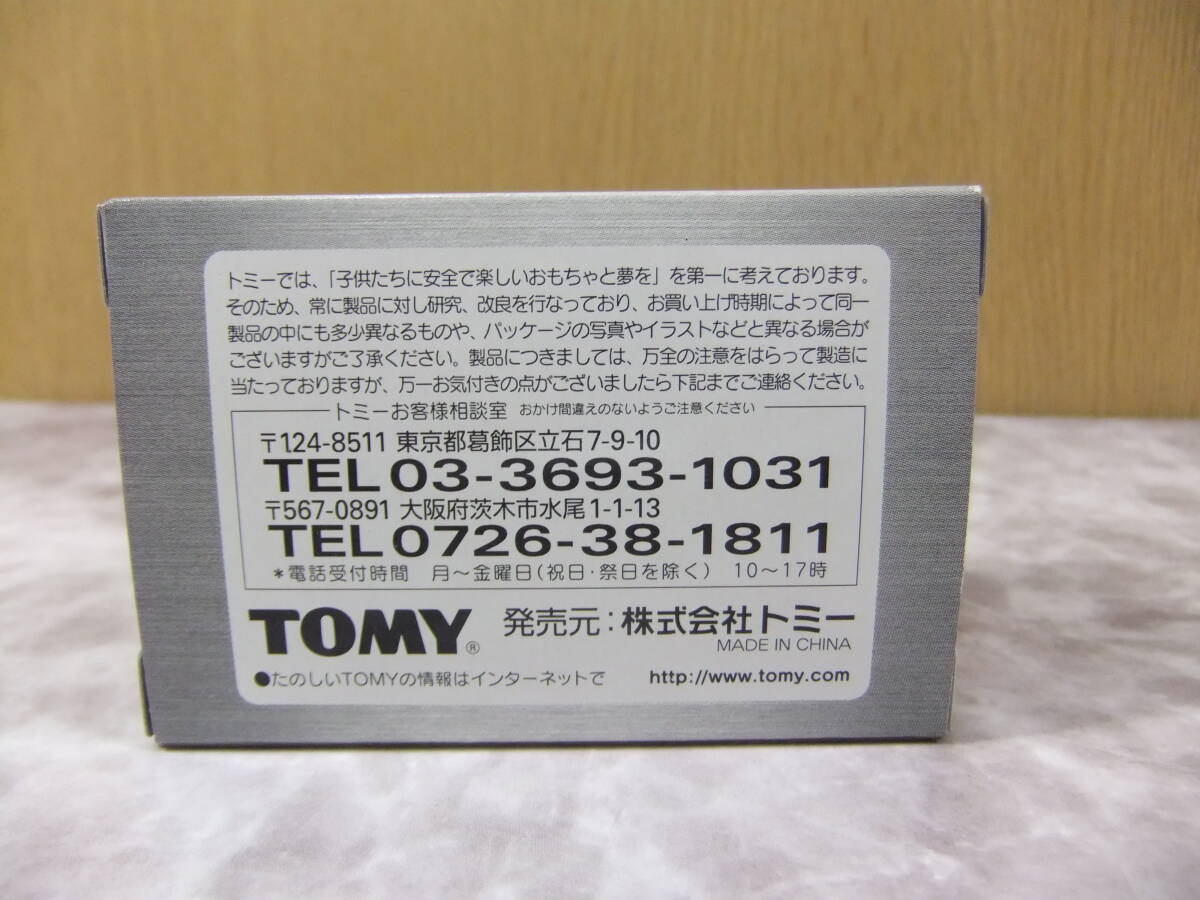 トミーでは、「子供たちに安全で楽しいおもちゃと夢を」を第一に考えております。
そのため、常に製品に対し研究、改良を行なっており、お買い上げ時期によって同一
製品の中にも多少異なるものや、パッケージの写真やイラストなどと異なる場合が
ございますがご了承ください。製品につきましては、万全の注意をはらって製造に
当たっておりますが、万一お気付きの点がございましたら下記までご連絡ください。
トミーお客様相談室 おかけ間違えのないようご注意ください
〒124-8511 東京都葛飾区立石7-9-10
TEL03-3693-1031
〒567-0891 大阪府茨木市水尾1-1-13
TEL0726-38-1811
*電話受付時間 月〜金曜日(祝日·祭日を除く) 10〜17時
TOMY® 発売元:株式会社トミー
MADE IN CHINA
●たのしいTOMYの情報はインターネットで http://www.tomy.com